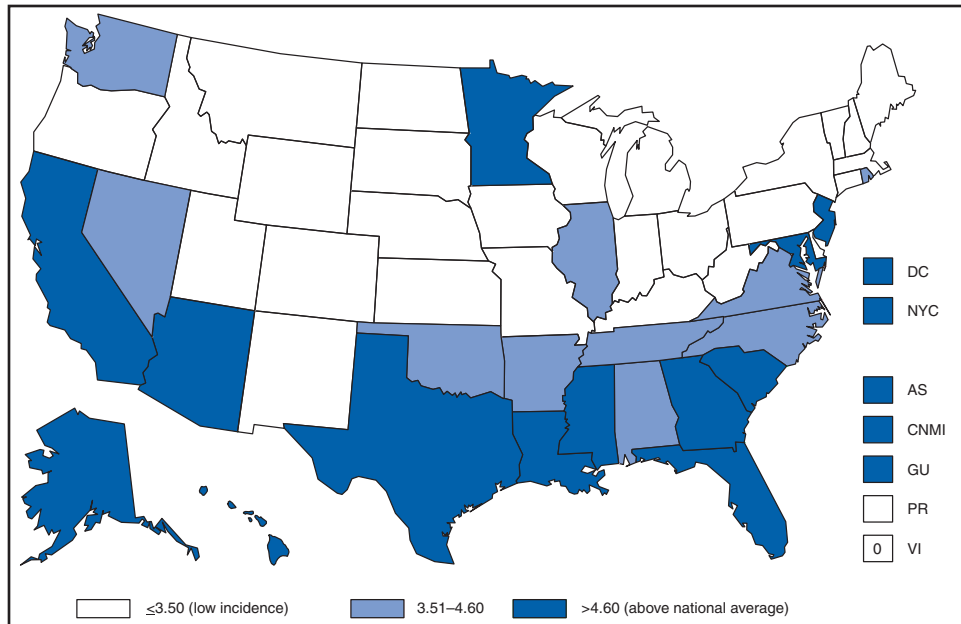 DC
NYC
AS
CNMI
GU
PR
0 VI
≤3.50 (low incidence) 3.51–4.60 >4.60 (above national average)